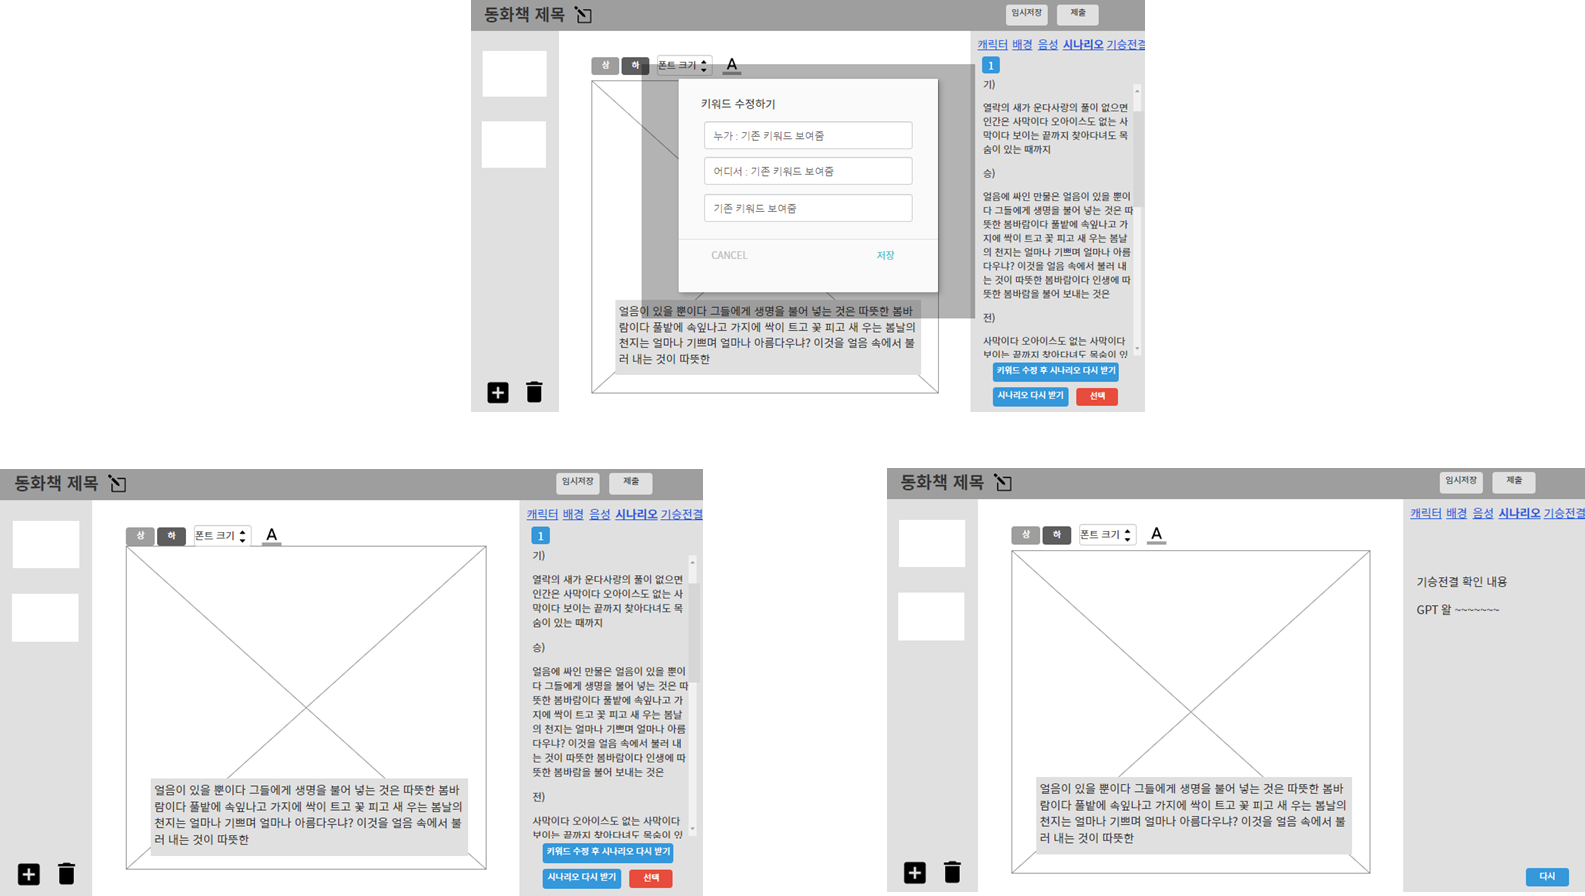 동화책 제목
임시저장
제출
상
하
폰트 크기
A
키워드 수정하기
누가 : 기존 키워드 보여줌
어디서 : 기존 키워드 보여줌
기존 키워드 보여줌
CANCEL
저장
얼음이 있을 뿐이다 그들에게 생명을 불어 넣는 것은 따뜻한 봄바
람이다 풀밭에 속잎나고 가지에 싹이 트고 꽃 피고 새 우는 봄날의
천지는 얼마나 기쁘며 얼마나 아름다우냐? 이것을 얼음 속에서 불
러 내는 것이 따뜻한
캐릭터 배경 음성 시나리오 기승전결
1
기)
열락의 새가 운다사랑의 풀이 없으면
인간은 사막이다 오아이스도 없는 사
막이다 보이는 끝까지 찾아다녀도 목
숨이 있는 때까지
승)
얼음에 싸인 만물은 얼음이 있을 뿐이
다 그들에게 생명을 불어 넣는 것은 따
뜻한 봄바람이다 풀밭에 속잎나고 가
지에 싹이 트고 꽃 피고 새 우는 봄날
의 천지는 얼마나 기쁘며 얼마나 아름
다우냐? 이것을 얼음 속에서 불러 내
는 것이 따뜻한 봄바람이다 인생에 따
뜻한 봄바람을 불어 보내는 것은
전)
사막이다 오아이스도 없는 사막이다
보이는 끝까지 찾아다녀도 목숨이 있
키워드 수정 후 시나리오 다시 받기
시나리오 다시 받기
선택
동화책 제목
임시저장
제출
상
하
폰트 크기
A
얼음이 있을 뿐이다 그들에게 생명을 불어 넣는 것은 따뜻한 봄바
람이다 풀밭에 속잎나고 가지에 싹이 트고 꽃 피고 새 우는 봄날의
천지는 얼마나 기쁘며 얼마나 아름다우냐? 이것을 얼음 속에서 불
러 내는 것이 따뜻한
캐릭터 배경 음성 시나리오 기승전결
1
기)
열락의 새가 운다사랑의 풀이 없으면
인간은 사막이다 오아이스도 없는 사
막이다 보이는 끝까지 찾아다녀도 목
숨이 있는 때까지
승)
얼음에 싸인 만물은 얼음이 있을 뿐이
다 그들에게 생명을 불어 넣는 것은 따
뜻한 봄바람이다 풀밭에 속잎나고 가
지에 싹이 트고 꽃 피고 새 우는 봄날
의 천지는 얼마나 기쁘며 얼마나 아름
다우냐? 이것을 얼음 속에서 불러 내
는 것이 따뜻한 봄바람이다 인생에 따
뜻한 봄바람을 불어 보내는 것은
전)
사막이다 오아이스도 없는 사막이다
보이는 끝까지 찾아다녀도 목숨이 있
키워드 수정 후 시나리오 다시 받기
시나리오 다시 받기
선택
동화책 제목
임시저장
제출
상
하
폰트 크기
A
얼음이 있을 뿐이다 그들에게 생명을 불어 넣는 것은 따뜻한 봄바
람이다 풀밭에 속잎나고 가지에 싹이 트고 꽃 피고 새 우는 봄날의
천지는 얼마나 기쁘며 얼마나 아름다우냐? 이것을 얼음 속에서 불
러 내는 것이 따뜻한
캐릭터 배경 음성 시나리오 기승전결
기승전결 확인 내용
GPT 왈 ~~~~~~~
다시